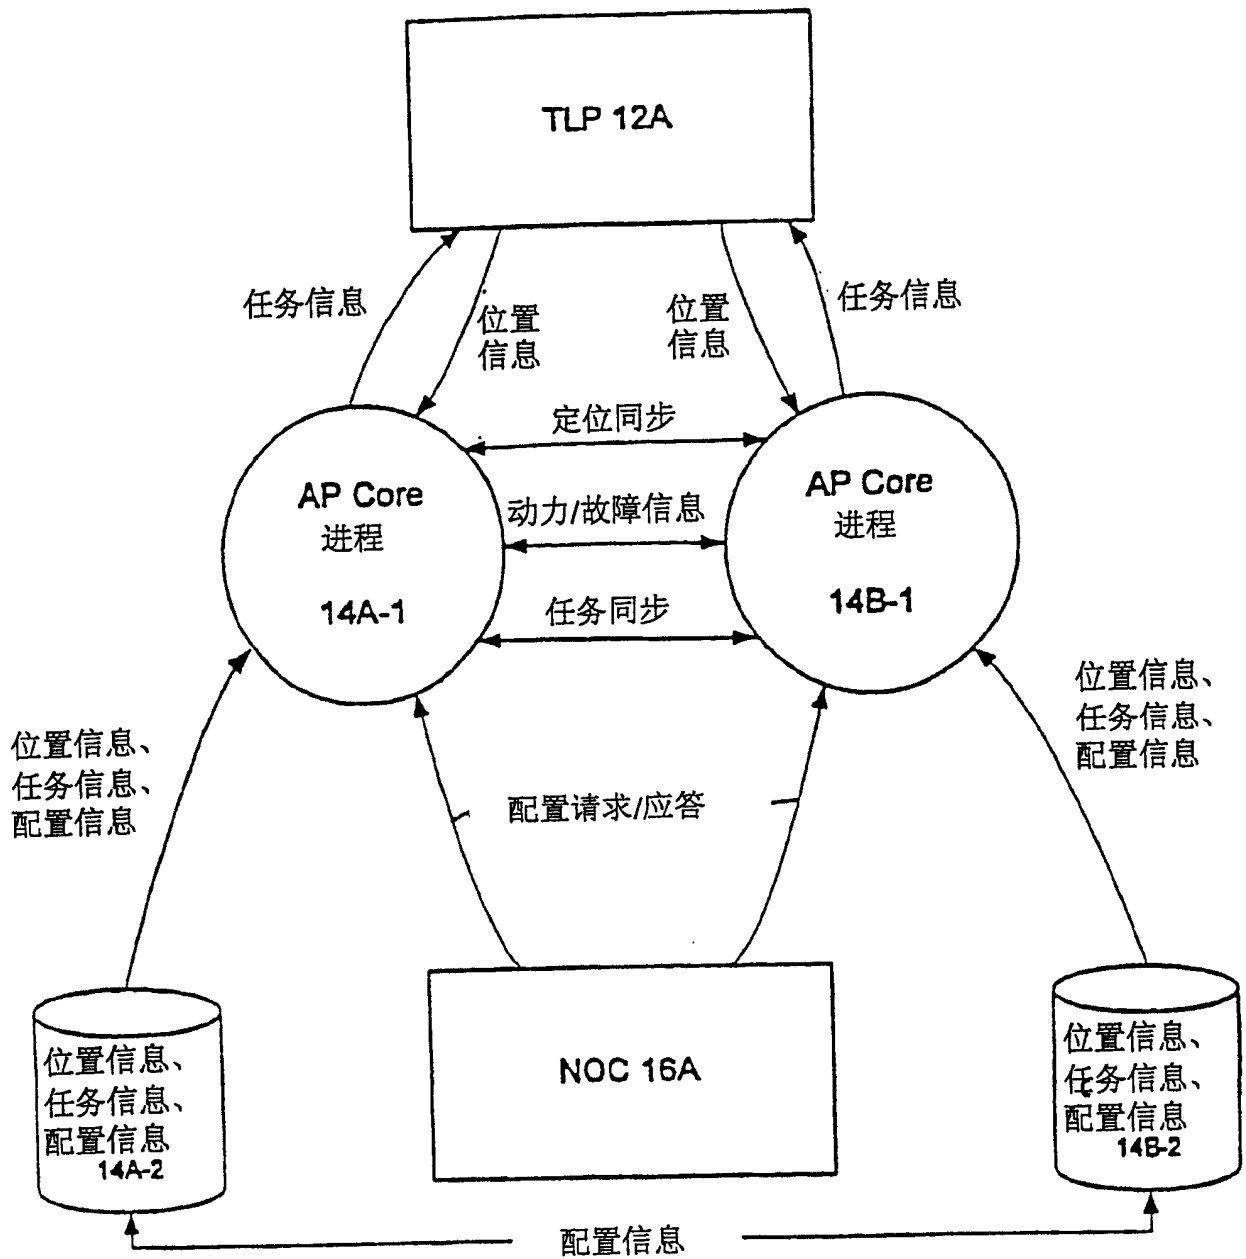 TLP 12A
任务信息
位置
信息
位置
信息
任务信息
定位同步
AP Core
进程
14A-1
动力/故障信息
AP Core
进程
14B-1
任务同步
位置信息、
任务信息、
配置信息
配置请求/应答
位置信息、
任务信息、
配置信息
位置信息、
任务信息、
配置信息
14A-2
NOC 16A
位置信息、
任务信息、
配置信息
14B-2
配置信息